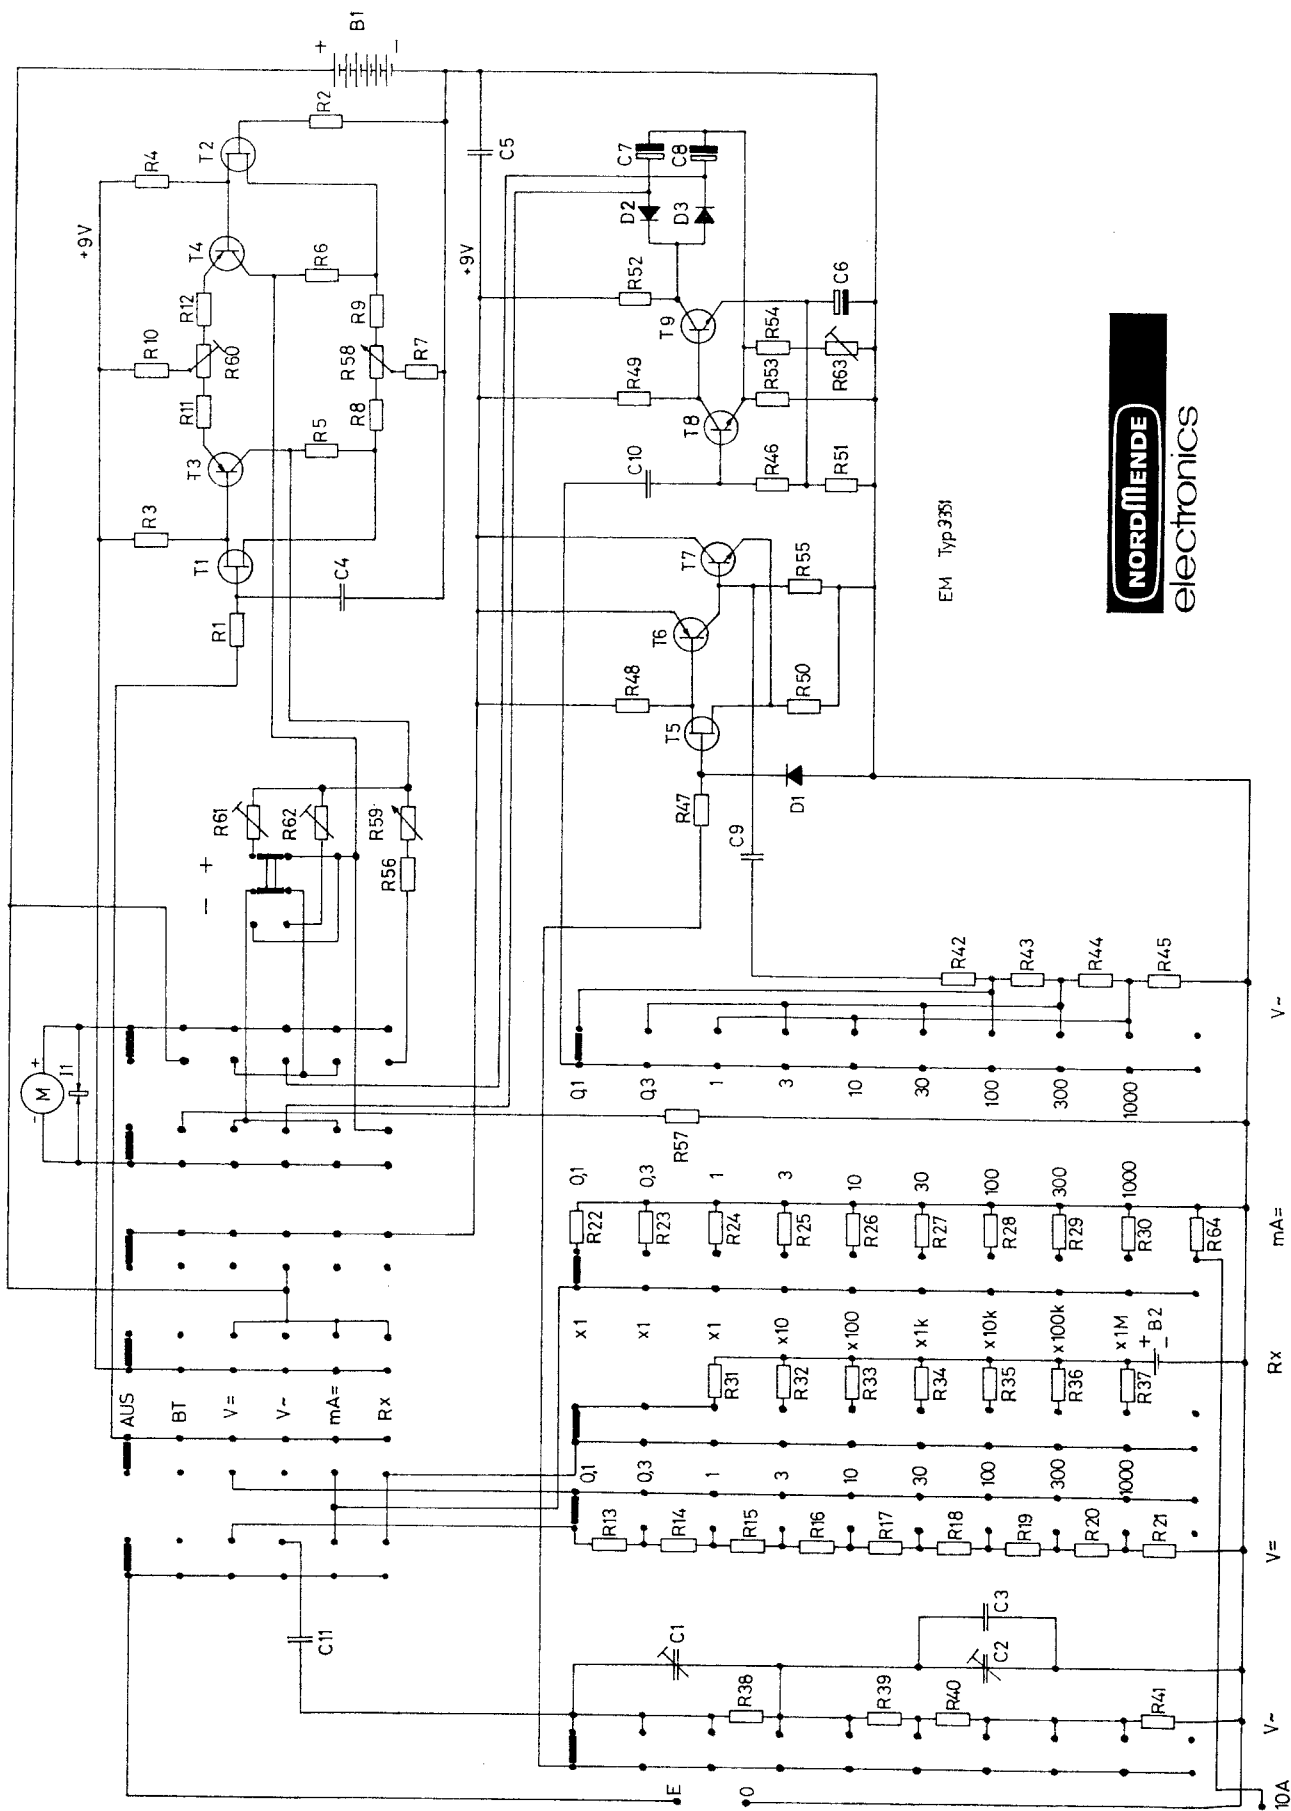 B1
+
−
R2
T2
R4
+9V
T4
R6
R12
R9
R10
R60
R58
R7
R11
R8
T3
R5
R3
T1
C4
R1
C5
+9V
C7
C8
D2
D3
R52
C6
T9
R54
R49
R63
R53
T8
C10
R46
R51
T7
R55
T6
R48
R50
T5
R47
D1
C9
EM Typ 3351
NORDMENDE
electronics
− +
R61
R62
R59
R56
− M +
I1
R42
R43
R44
R45
0,1
0,3
1
3
10
30
100
300
1000
V~
R57
0,1
0,3
1
3
10
30
100
300
1000
mA=
R22
R23
R24
R25
R26
R27
R28
R29
R30
R64
x1
x1
x1
x10
x100
x1k
x10k
x100k
x1M
+
−
B2
Rx
R31
R32
R33
R34
R35
R36
R37
AUS
BT
V=
V~
mA=
Rx
0,1
0,3
1
3
10
30
100
300
1000
V=
R13
R14
R15
R16
R17
R18
R19
R20
R21
C11
C1
C3
C2
R38
R39
R40
R41
V~
E
0
10A